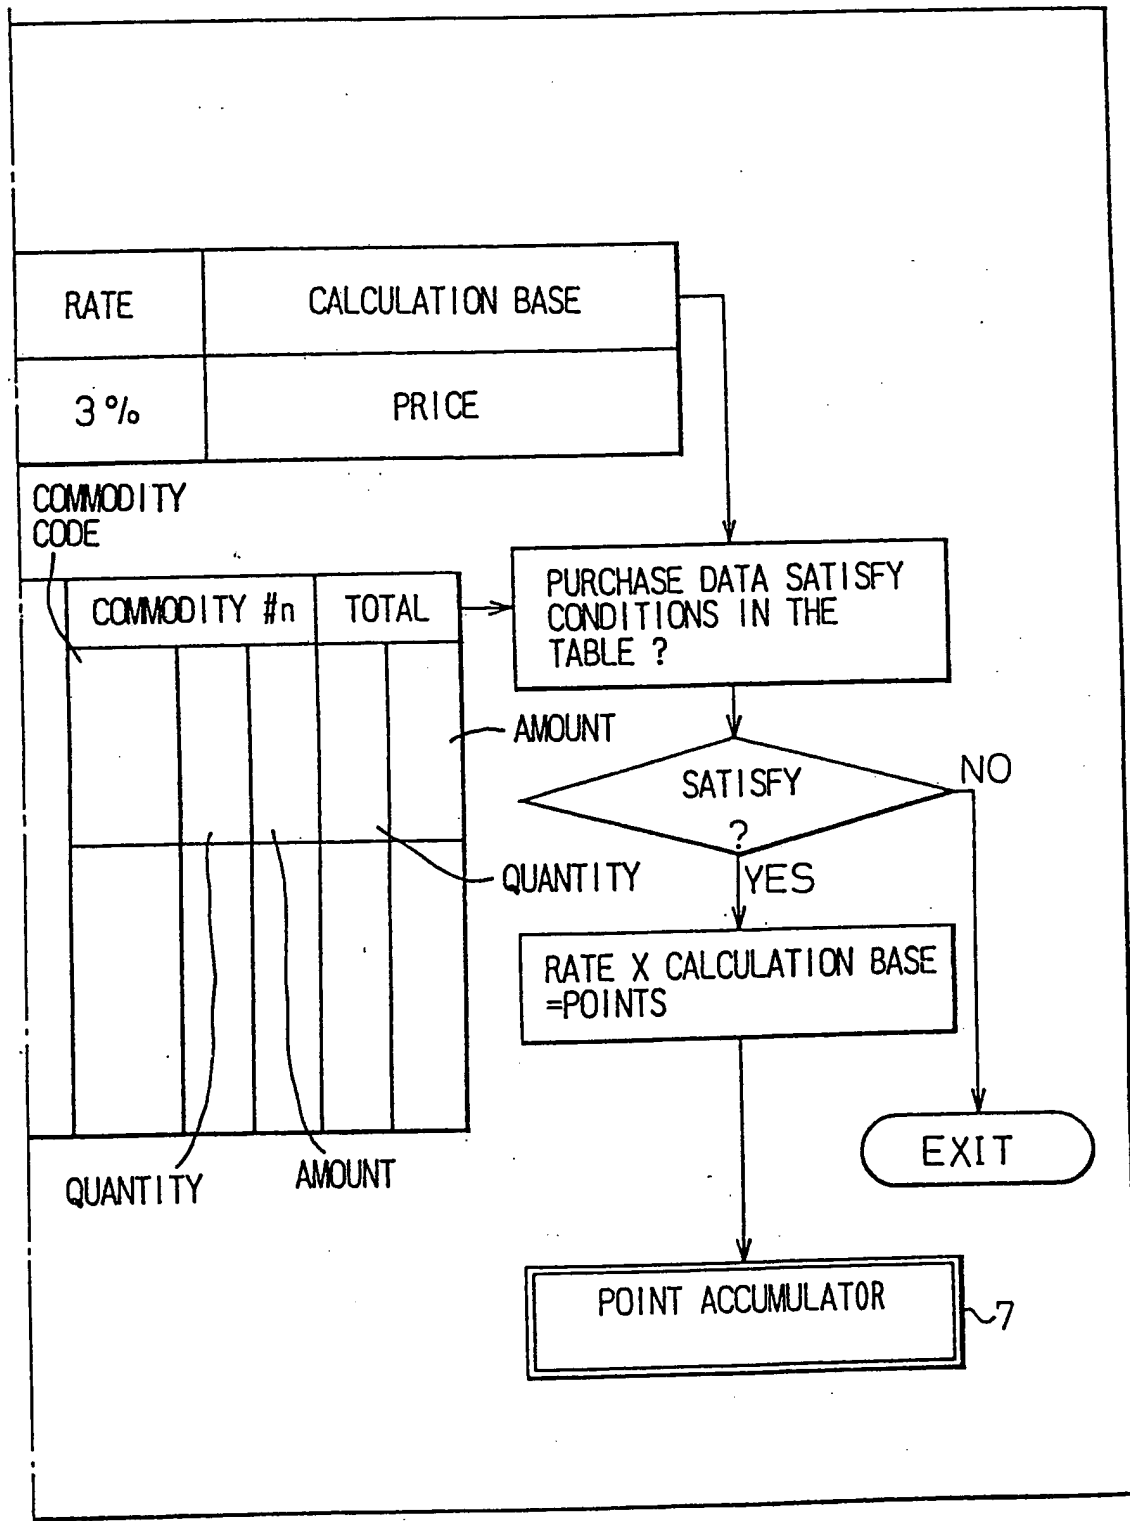 RATE
CALCULATION BASE
3%
PRICE
COMMODITY
CODE
COMMODITY #n
TOTAL
PURCHASE DATA SATISFY
CONDITIONS IN THE
TABLE ?
AMOUNT
SATISFY
?
NO
QUANTITY
YES
RATE X CALCULATION BASE
=POINTS
EXIT
QUANTITY
AMOUNT
POINT ACCUMULATOR
7